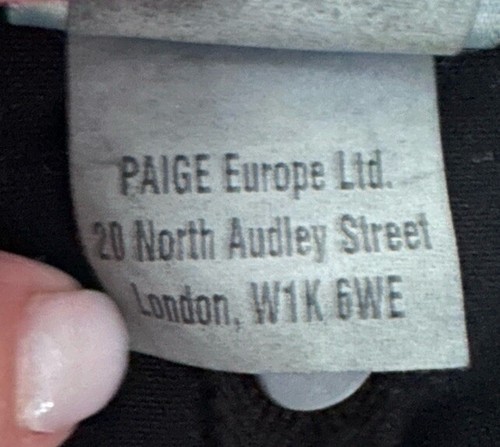 PAIGE Europe Ltd.
20 North Audley Street
London, W1K 6WE